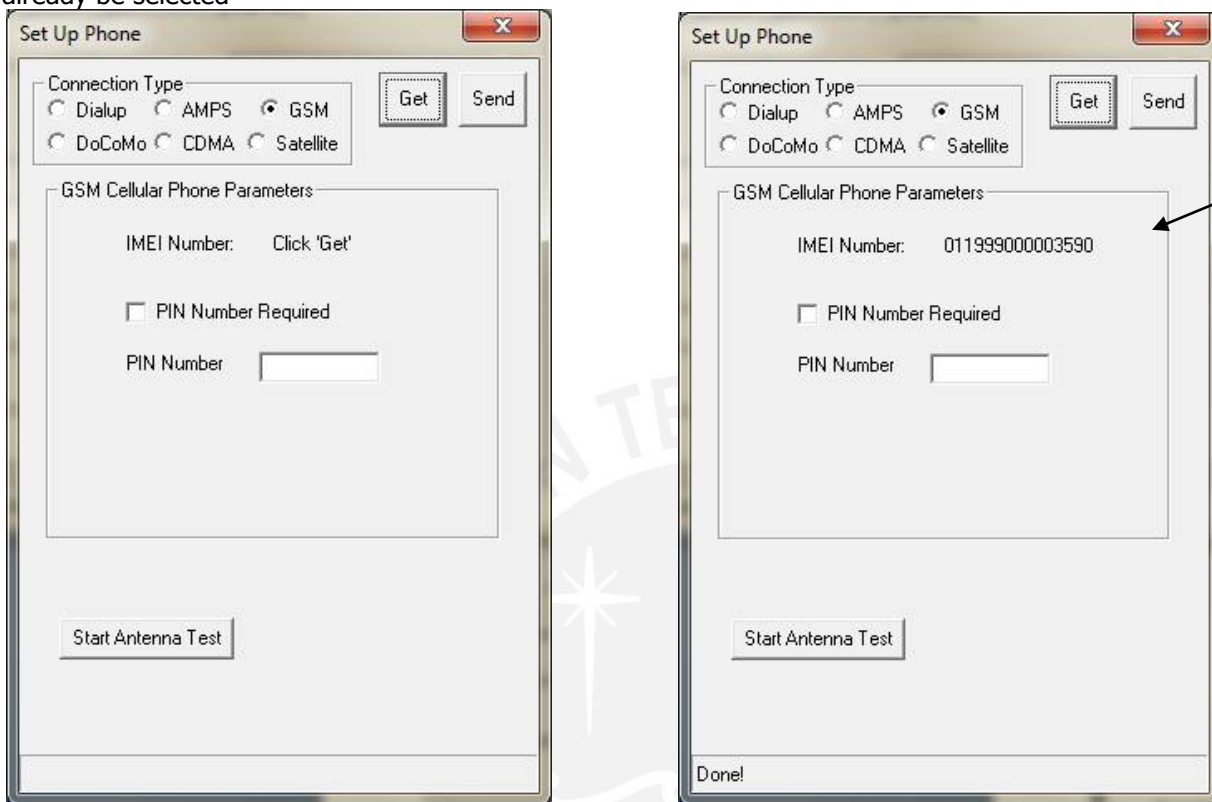 already be selected
Set Up Phone
Connection Type
Dialup AMPS GSM
DoCoMo CDMA Satellite
Get Send
GSM Cellular Phone Parameters
IMEI Number: Click 'Get'
PIN Number Required
PIN Number
Start Antenna Test
Set Up Phone
Connection Type
Dialup AMPS GSM
DoCoMo CDMA Satellite
Get Send
GSM Cellular Phone Parameters
IMEI Number: 011999000003590
PIN Number Required
PIN Number
Start Antenna Test
Done!